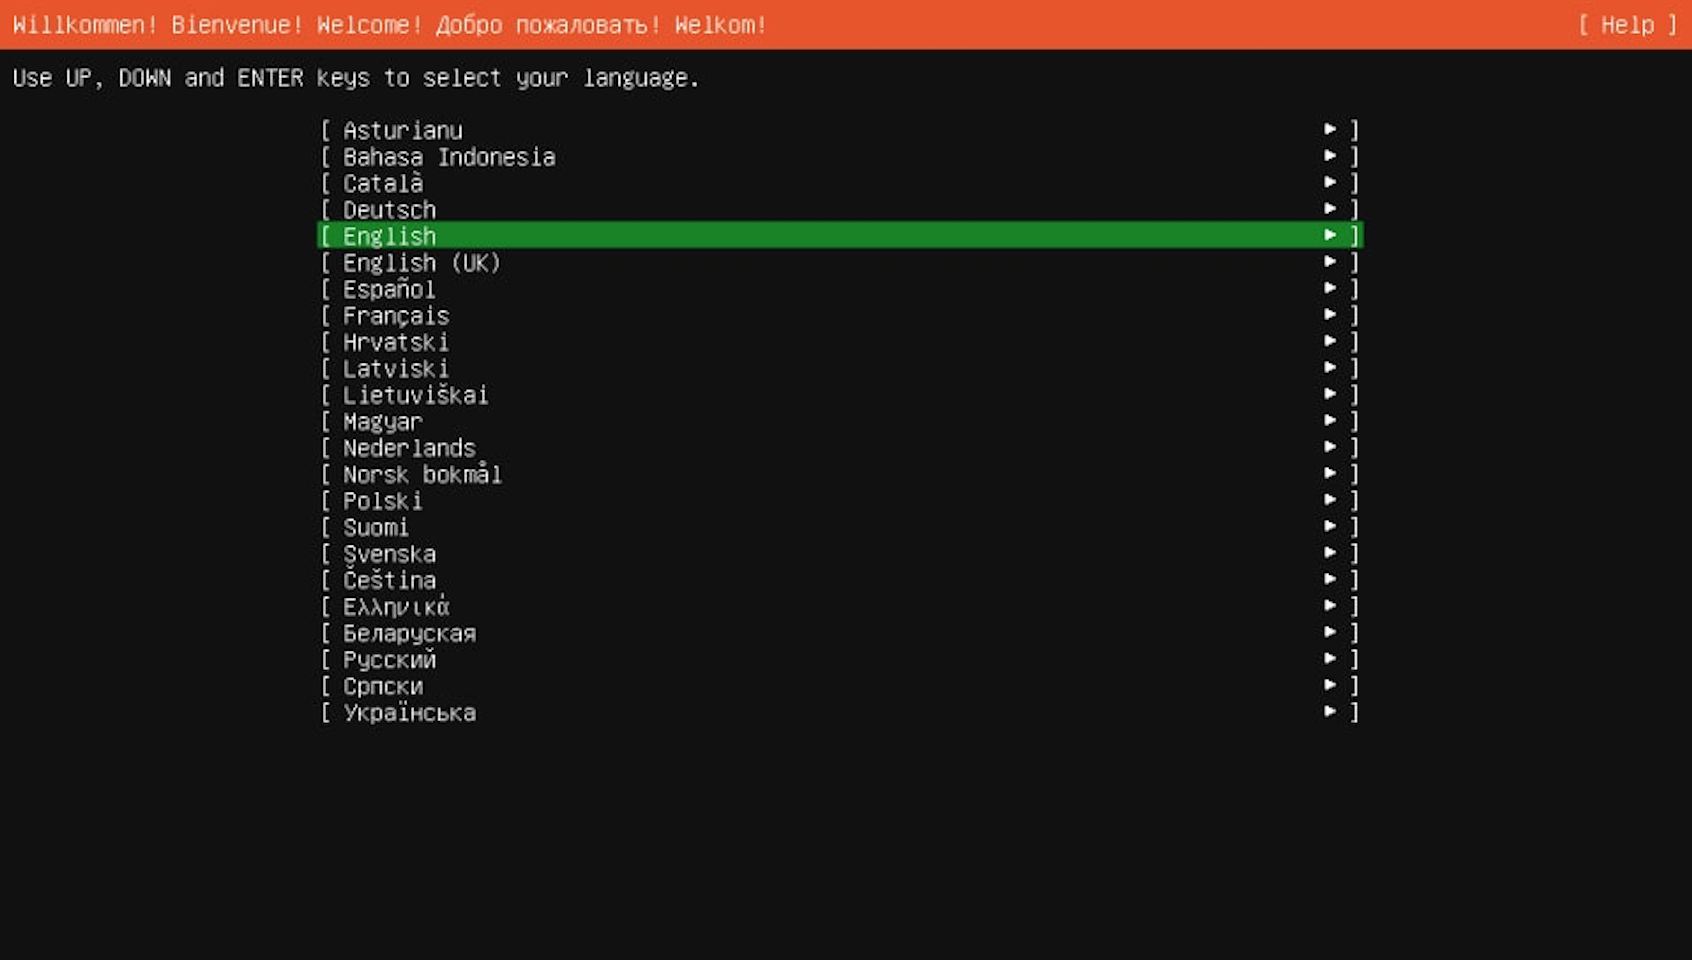 Willkommen! Bienvenue! Welcome! Добро пожаловать! Welkom! [ Help ]
Use UP, DOWN and ENTER keys to select your language.
[ Asturianu ► ]
[ Bahasa Indonesia ► ]
[ Català ► ]
[ Deutsch ► ]
[ English ► ]
[ English (UK) ► ]
[ Español ► ]
[ Français ► ]
[ Hrvatski ► ]
[ Latviski ► ]
[ Lietuviškai ► ]
[ Magyar ► ]
[ Nederlands ► ]
[ Norsk bokmål ► ]
[ Polski ► ]
[ Suomi ► ]
[ Svenska ► ]
[ Čeština ► ]
[ Ελληνικά ► ]
[ Беларуская ► ]
[ Русский ► ]
[ Српски ► ]
[ Українська ► ]